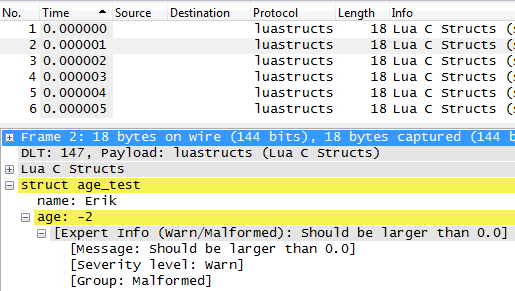 No. Time Source Destination Protocol Length Info
1 0.000000 luastructs 18 Lua C Structs (
2 0.000001 luastructs 18 Lua C Structs (
3 0.000002 luastructs 18 Lua C Structs (
4 0.000003 luastructs 18 Lua C Structs (
5 0.000004 luastructs 18 Lua C Structs (
6 0.000005 luastructs 18 Lua C Structs (
Frame 2: 18 bytes on wire (144 bits), 18 bytes captured (144
DLT: 147, Payload: luastructs (Lua C Structs)
Lua C Structs
struct age_test
name: Erik
age: -2
[Expert Info (Warn/Malformed): Should be larger than 0.0]
[Message: Should be larger than 0.0]
[Severity level: Warn]
[Group: Malformed]